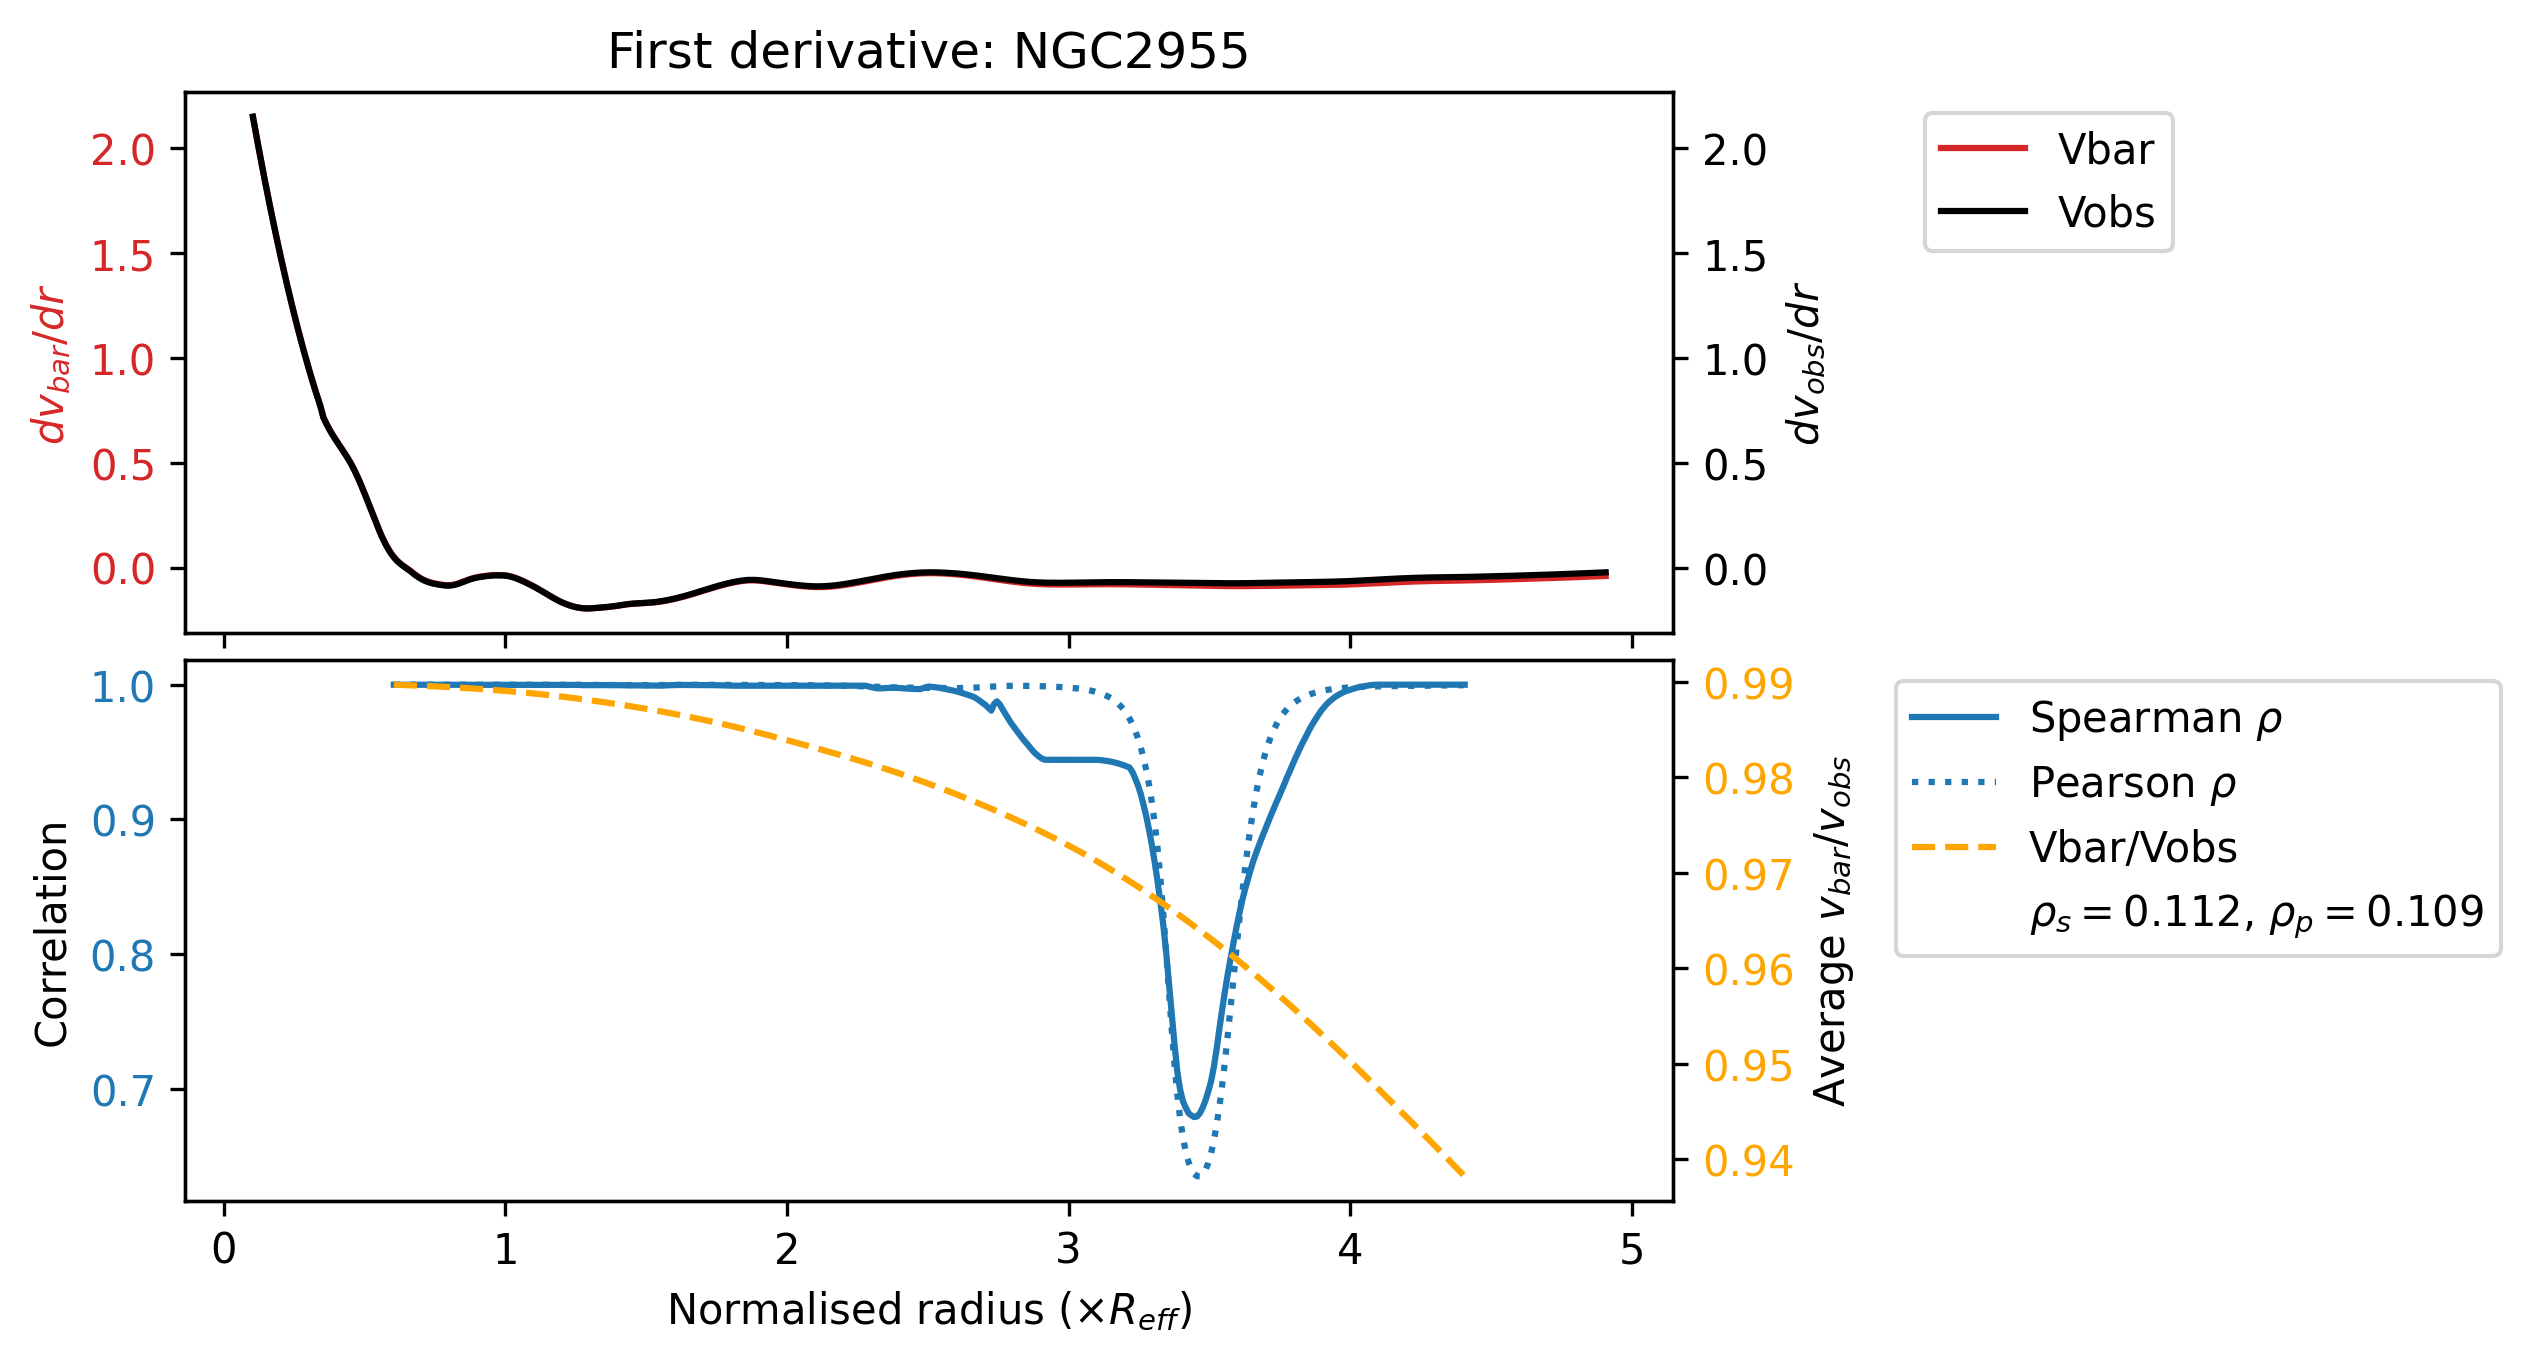 First derivative: NGC2955
2.0
1.5
1.0
0.5
0.0
dv_bar/dr
2.0
1.5
1.0
0.5
0.0
dv_obs/dr
Vbar
Vobs
1.0
0.9
0.8
0.7
Correlation
0.99
0.98
0.97
0.96
0.95
0.94
Average v_bar/v_obs
Spearman ρ
Pearson ρ
Vbar/Vobs
ρ_s = 0.112, ρ_p = 0.109
0 1 2 3 4 5
Normalised radius (×R_eff)